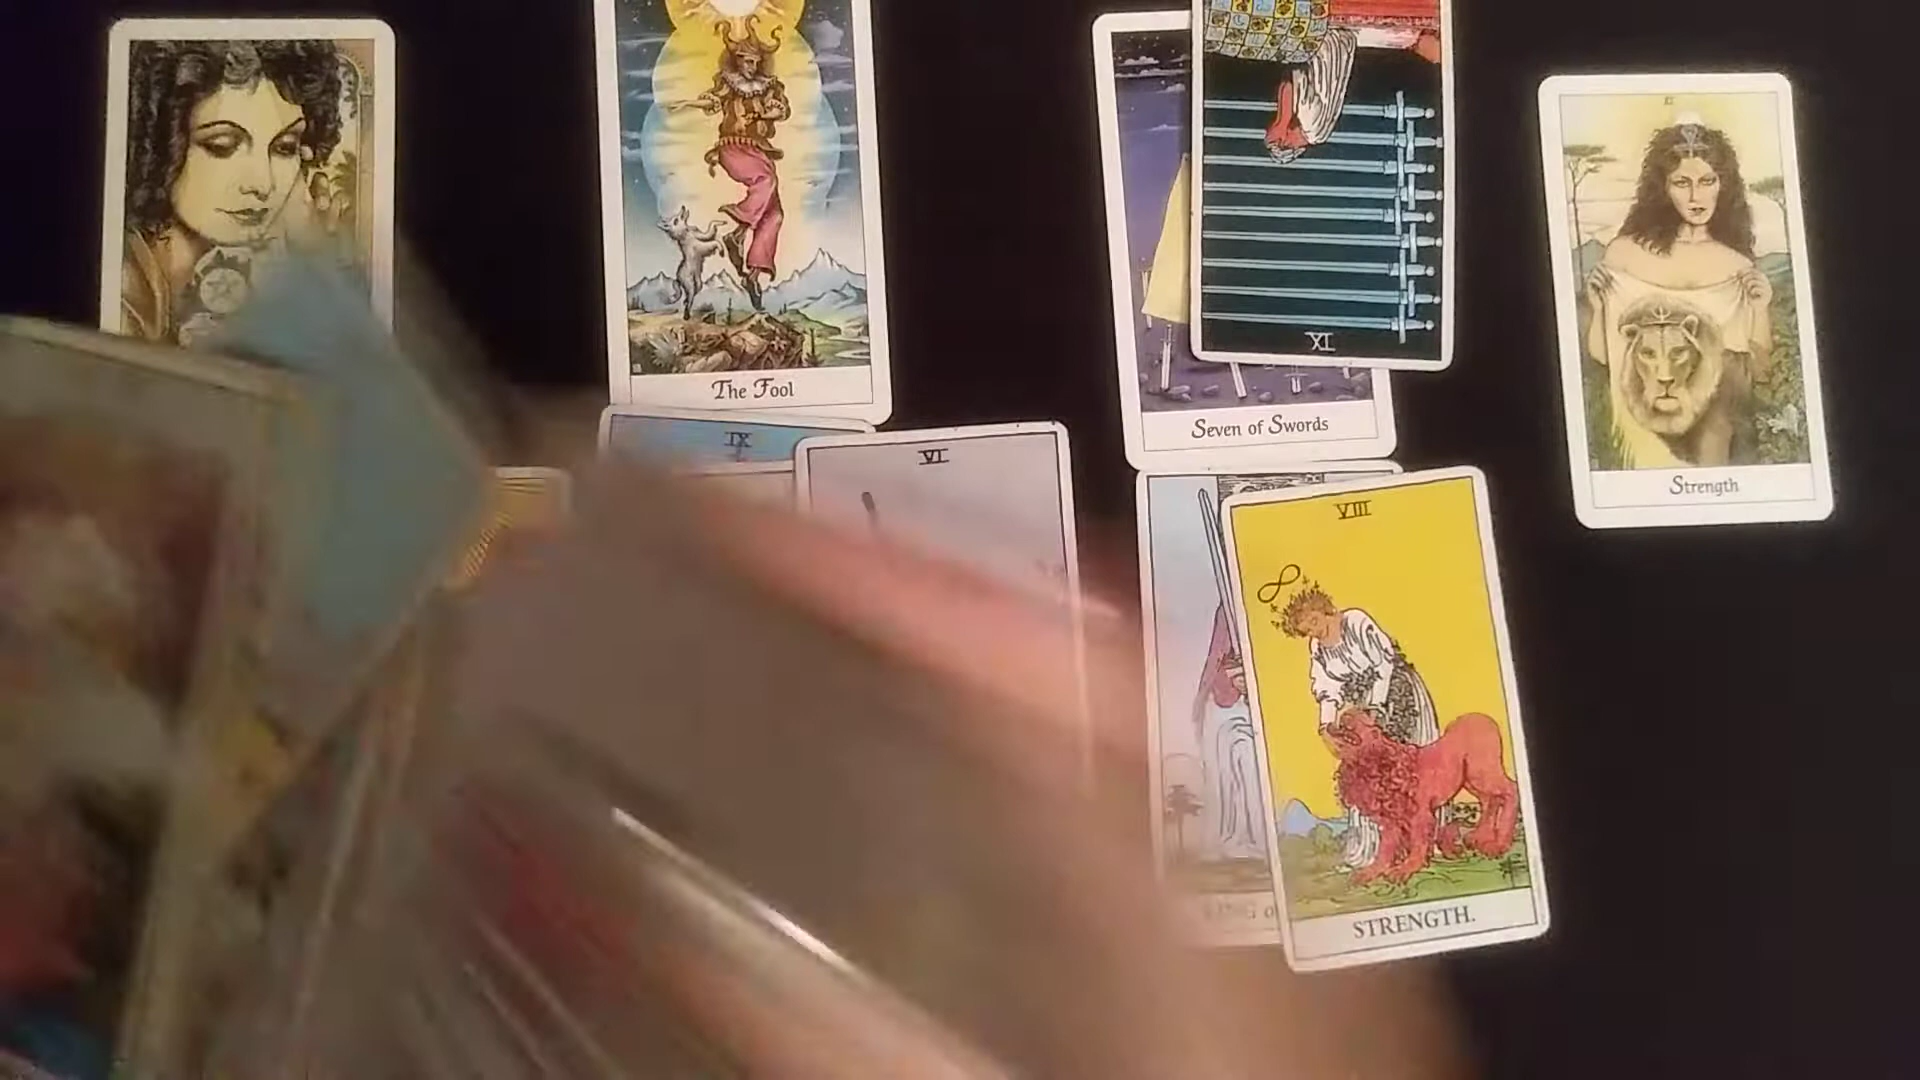 The Fool
IX
VI
Seven of Swords
XI
VIII
STRENGTH.
Strength